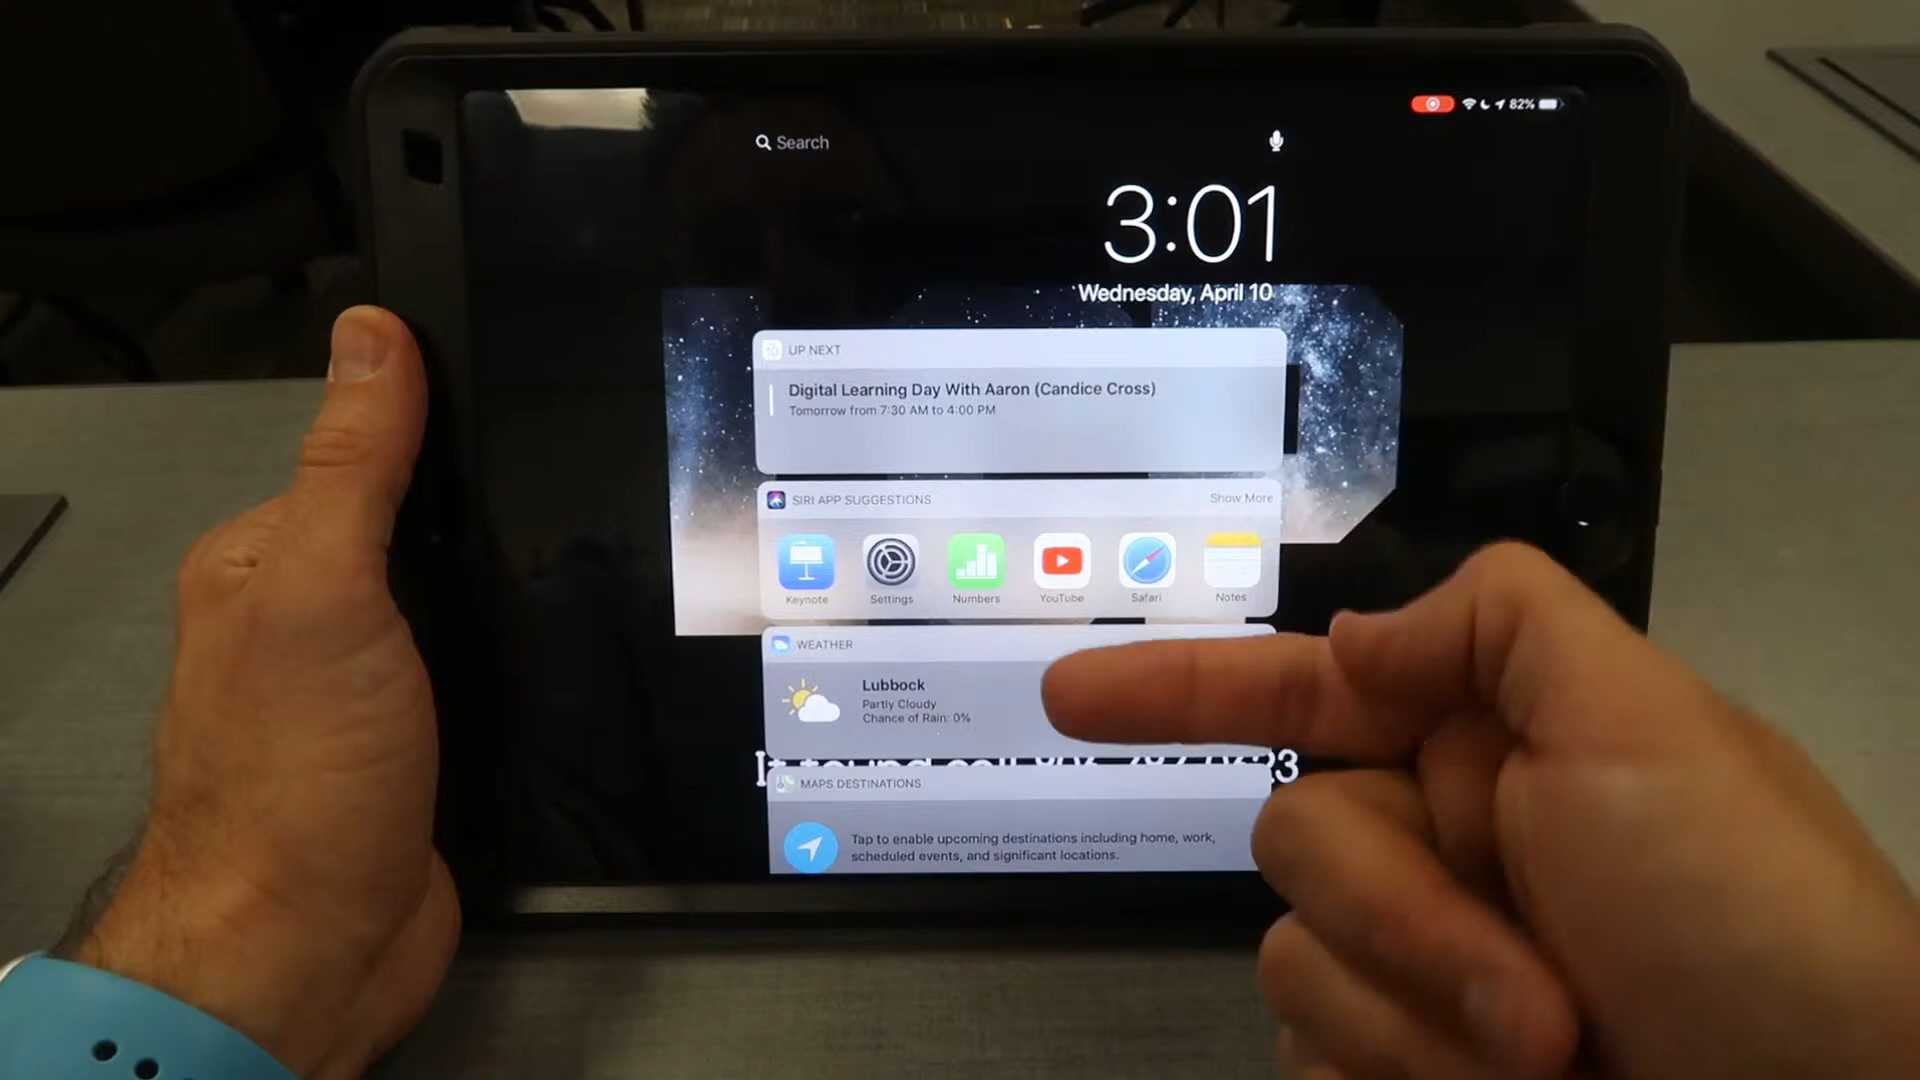 82%
Search
3:01
Wednesday, April 10
UP NEXT
Digital Learning Day With Aaron (Candice Cross)
Tomorrow from 7:30 AM to 4:00 PM
SIRI APP SUGGESTIONS
Show More
Keynote
Settings
Numbers
YouTube
Safari
Notes
WEATHER
Lubbock
Partly Cloudy
Chance of Rain: 0%
MAPS DESTINATIONS
Tap to enable upcoming destinations including home, work,
scheduled events, and significant locations.